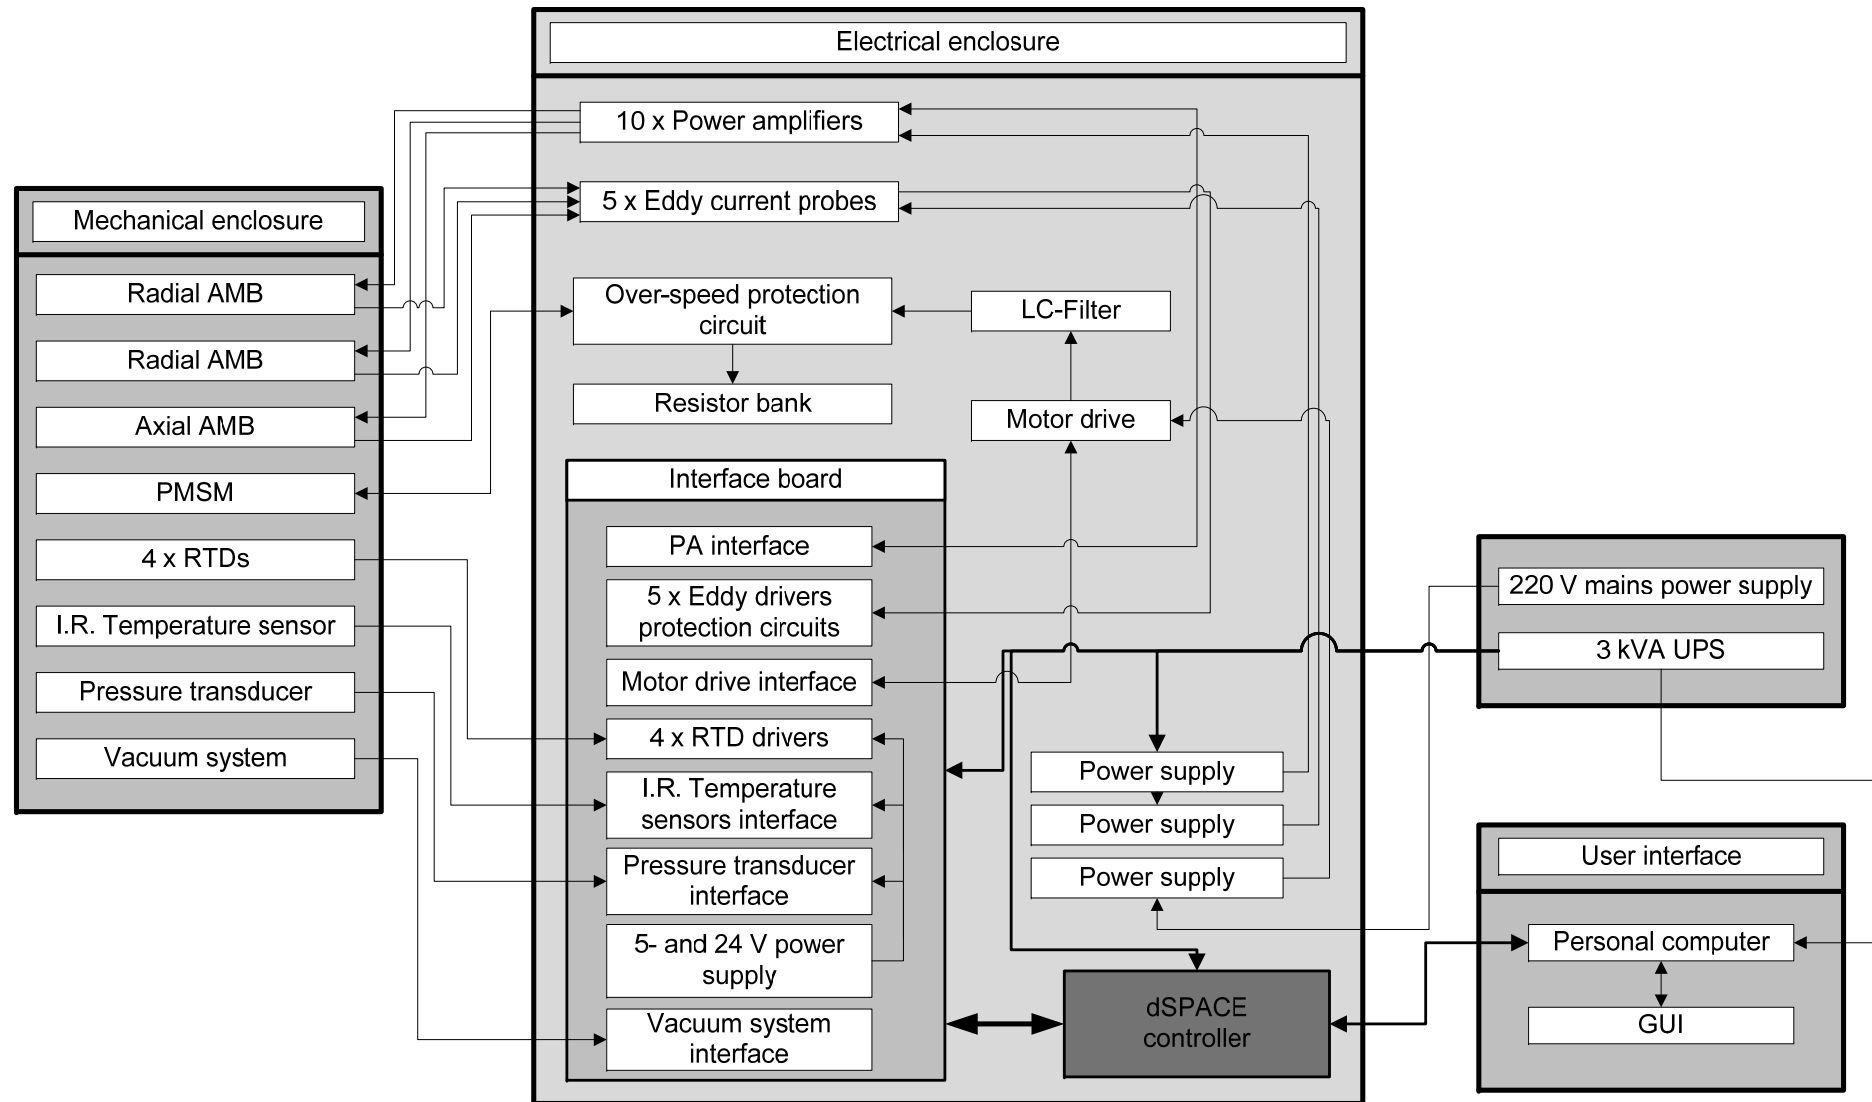 Electrical enclosure
10 x Power amplifiers
5 x Eddy current probes
Over-speed protection
circuit
LC-Filter
Resistor bank
Motor drive
Interface board
PA interface
5 x Eddy drivers
protection circuits
Motor drive interface
4 x RTD drivers
I.R. Temperature
sensors interface
Pressure transducer
interface
5- and 24 V power
supply
Vacuum system
interface
Power supply
Power supply
Power supply
dSPACE
controller
Mechanical enclosure
Radial AMB
Radial AMB
Axial AMB
PMSM
4 x RTDs
I.R. Temperature sensor
Pressure transducer
Vacuum system
220 V mains power supply
3 kVA UPS
User interface
Personal computer
GUI